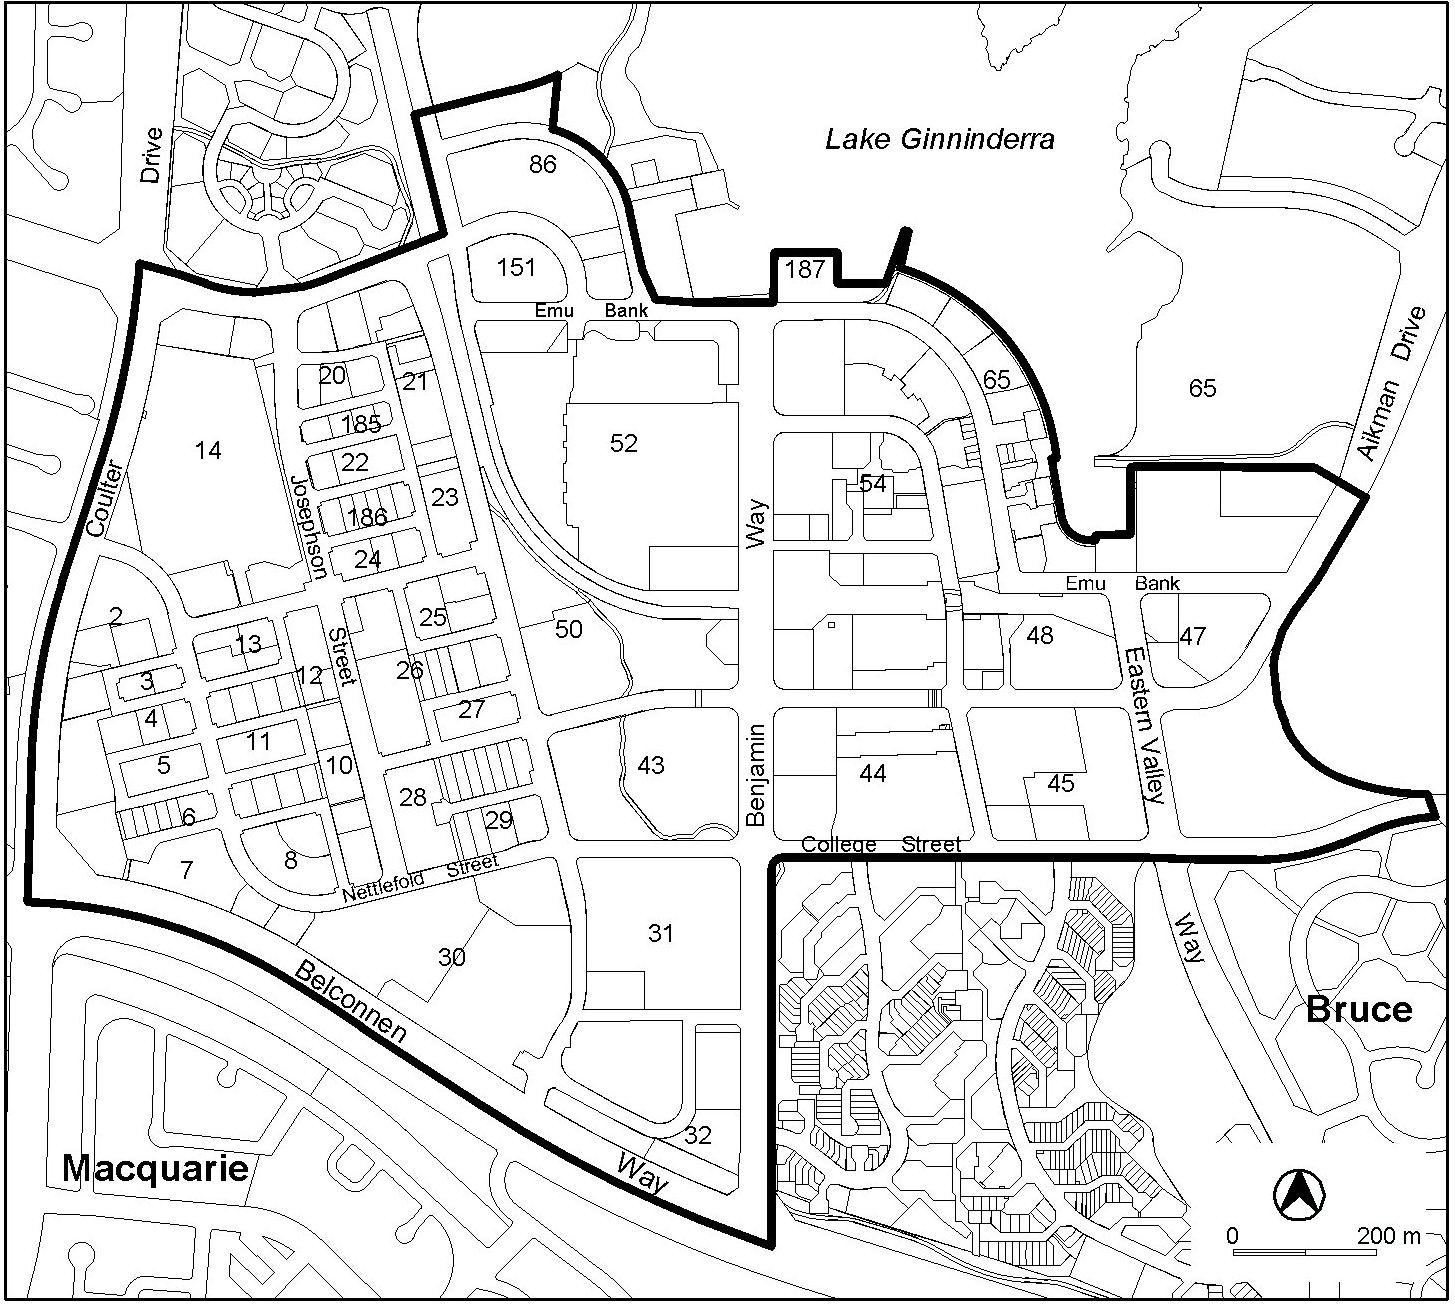 Lake Ginninderra
Drive
86
151
187
Emu Bank
Aikman Drive
20
21
65
65
185
14
52
22
54
23
Coulter
Josephson
186
Way
24
Emu Bank
2
25
50
13
48
47
Street
3
12
26
Eastern Valley
4
27
11
5
10
43
Benjamin
44
45
28
6
29
College Street
7
8
Nettlefold Street
31
Way
30
Belconnen
Bruce
32
Macquarie
Way
0 200 m